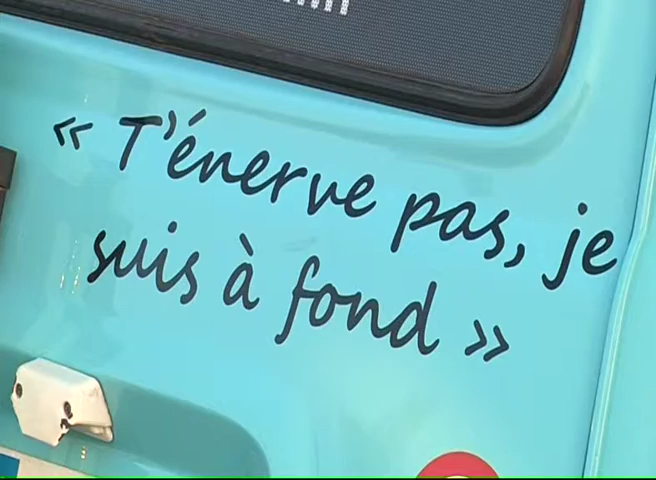 « T'énerve pas, je
suis à fond »